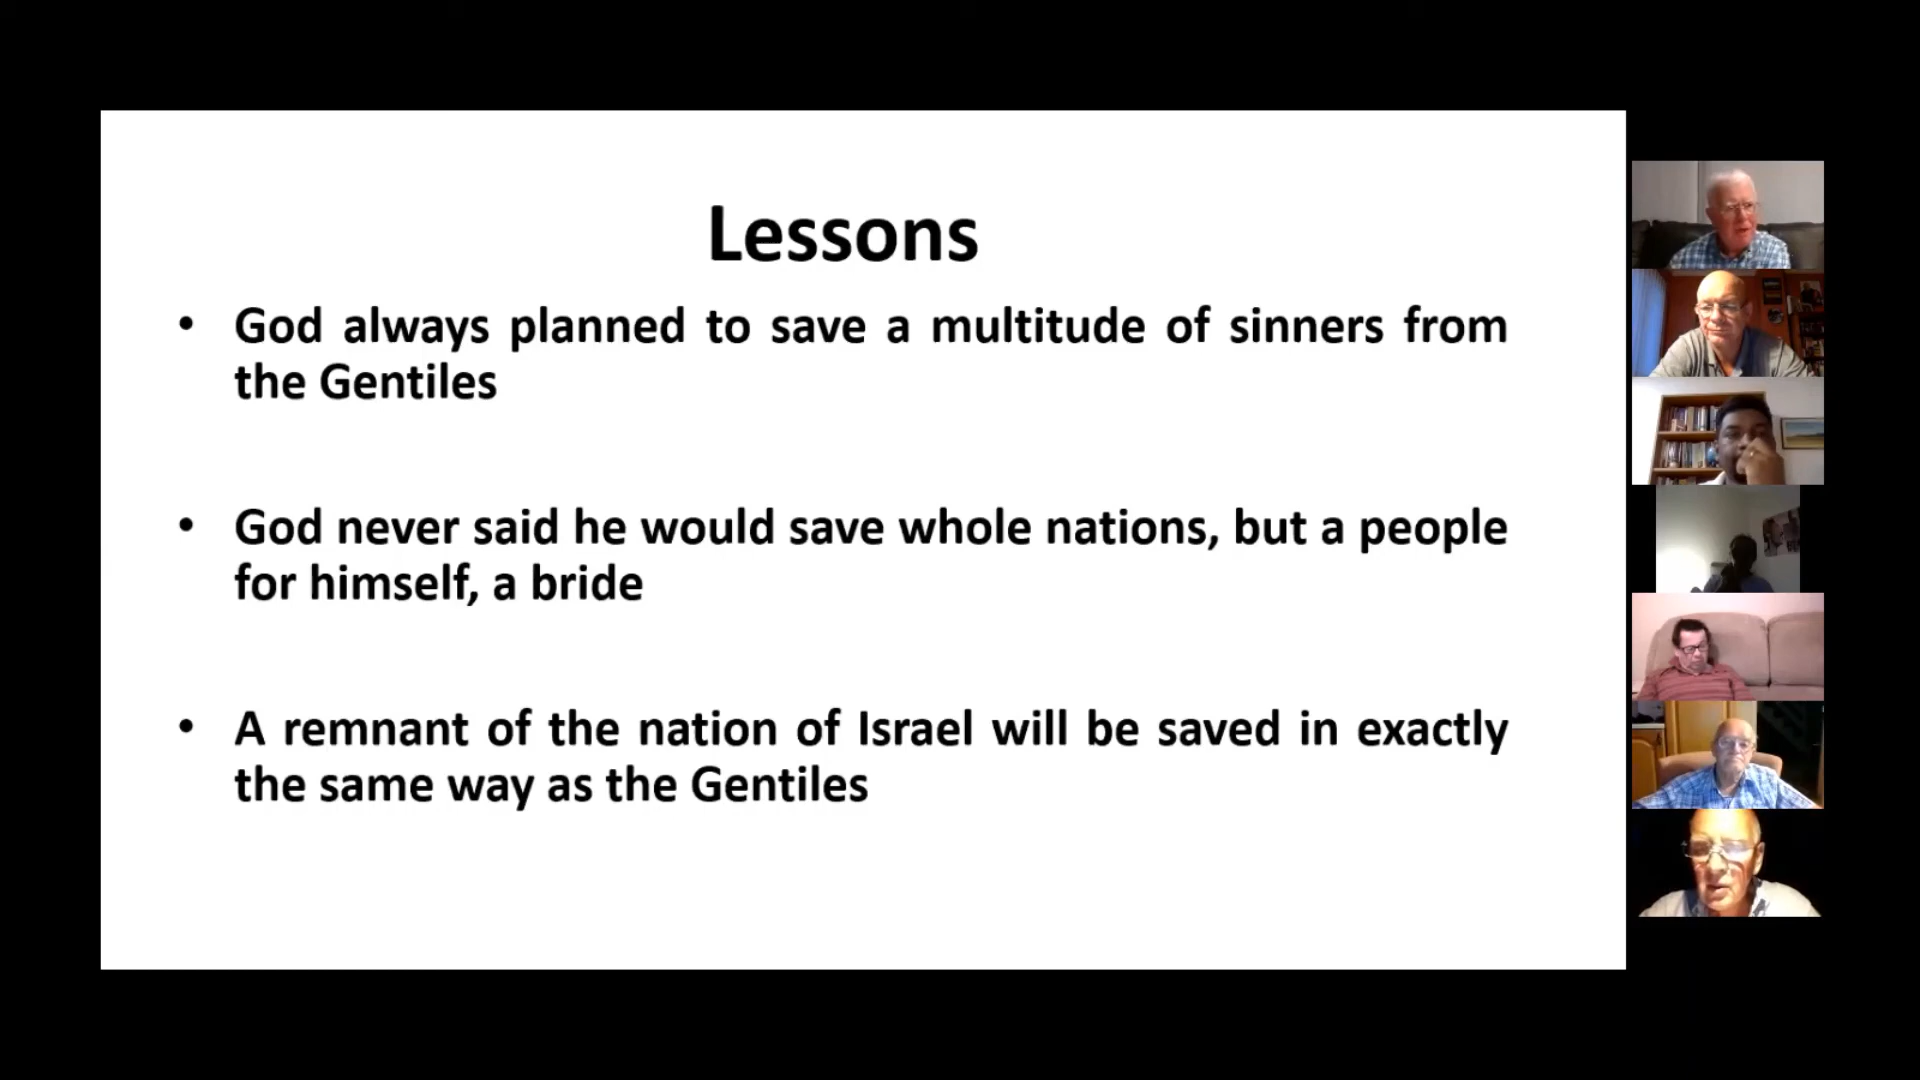 Lessons
• God always planned to save a multitude of sinners from
the Gentiles
• God never said he would save whole nations, but a people
for himself, a bride
• A remnant of the nation of Israel will be saved in exactly
the same way as the Gentiles